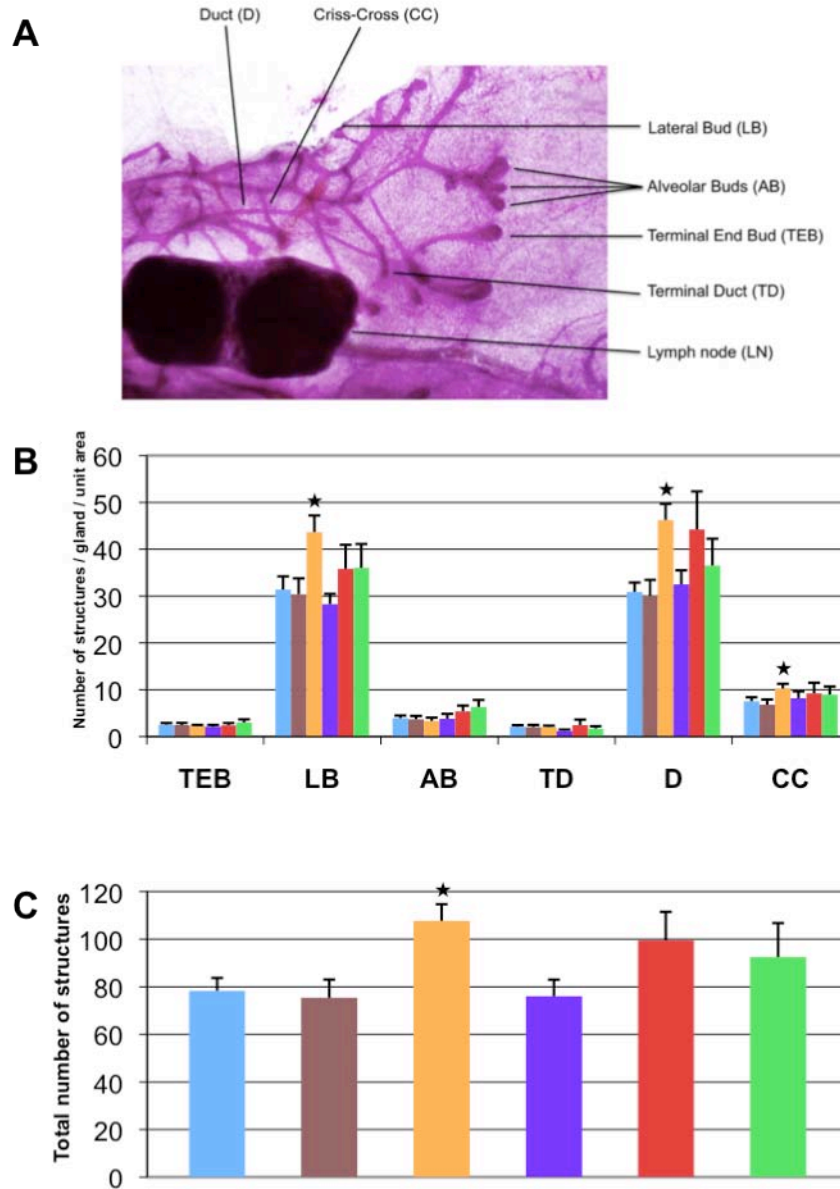 A
Duct (D)
Criss-Cross (CC)
Lateral Bud (LB)
Alveolar Buds (AB)
Terminal End Bud (TEB)
Terminal Duct (TD)
Lymph node (LN)
B
Number of structures / gland / unit area
60
50
40
30
20
10
0
TEB LB AB TD D CC
C
Total number of structures
120
100
80
60
40
20
0